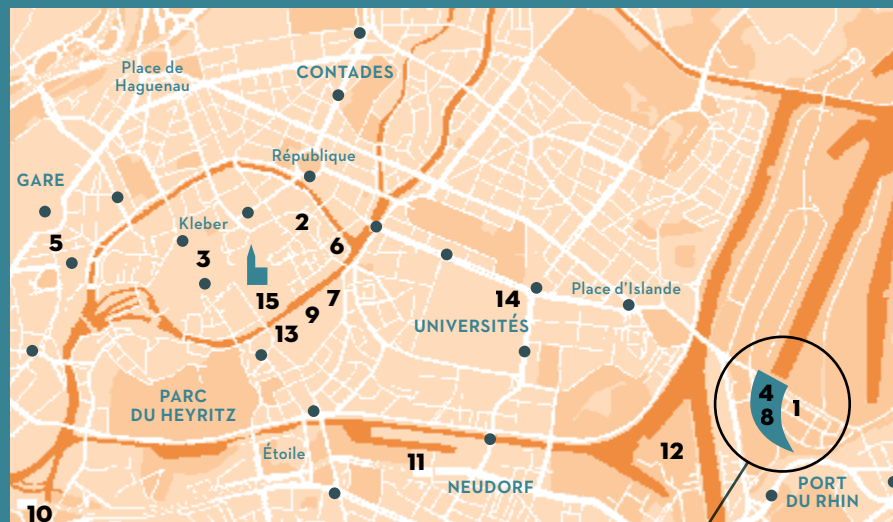 Place de
Haguenau
CONTADES
République
GARE
Kleber
2
5
3
6
15
7
9
13
14
Place d'Islande
UNIVERSITÉS
PARC
DU HEYRITZ
4
8
1
Étoile
11
12
NEUDORF
PORT
DU RHIN
10